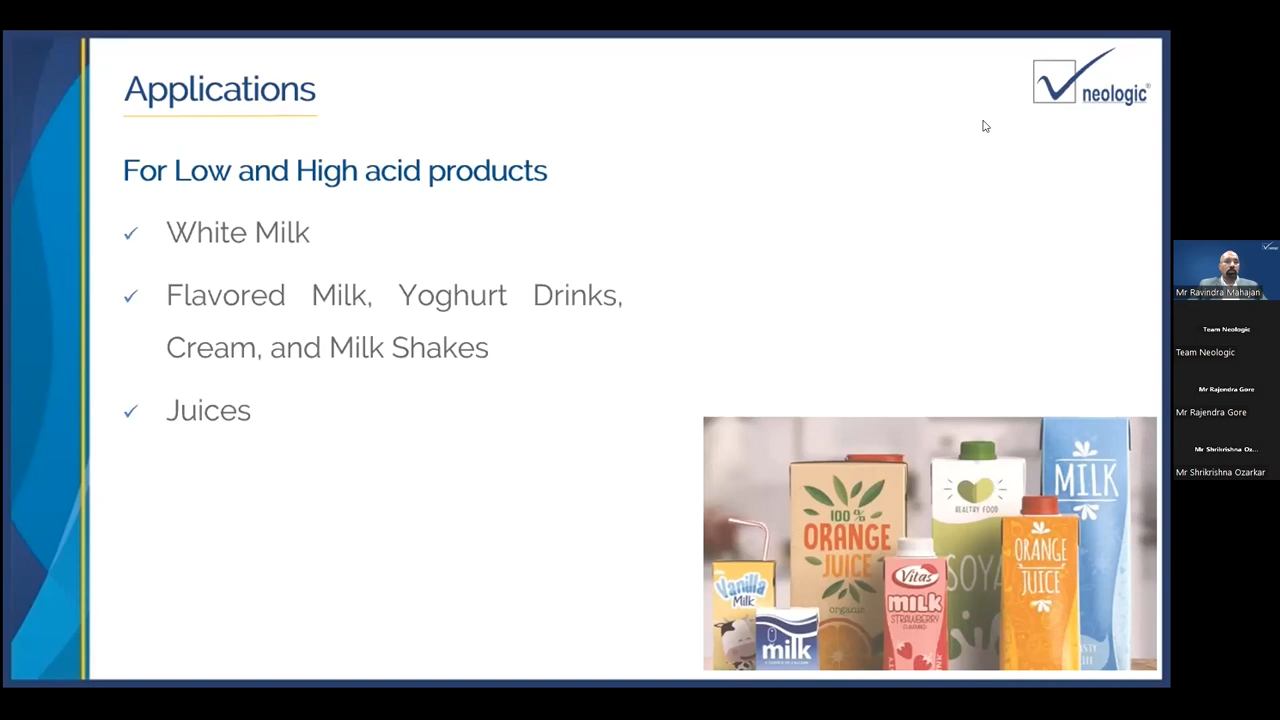 Applications
neologic®
For Low and High acid products
✓ White Milk
✓ Flavored Milk, Yoghurt Drinks,
Cream, and Milk Shakes
✓ Juices
100%
ORANGE
JUICE
organic
HEALTHY FOOD
SOYA
MILK
ORANGE
JUICE
Vanilla
Milk
milk
Vitas
MILK
STRAWBERRY
FLAVOURED
Mr Ravindra Mahajan
Team Neologic
Team Neologic
Mr Rajendra Gore
Mr Rajendra Gore
Mr Shrikrishna Oz...
Mr Shrikrishna Ozarkar